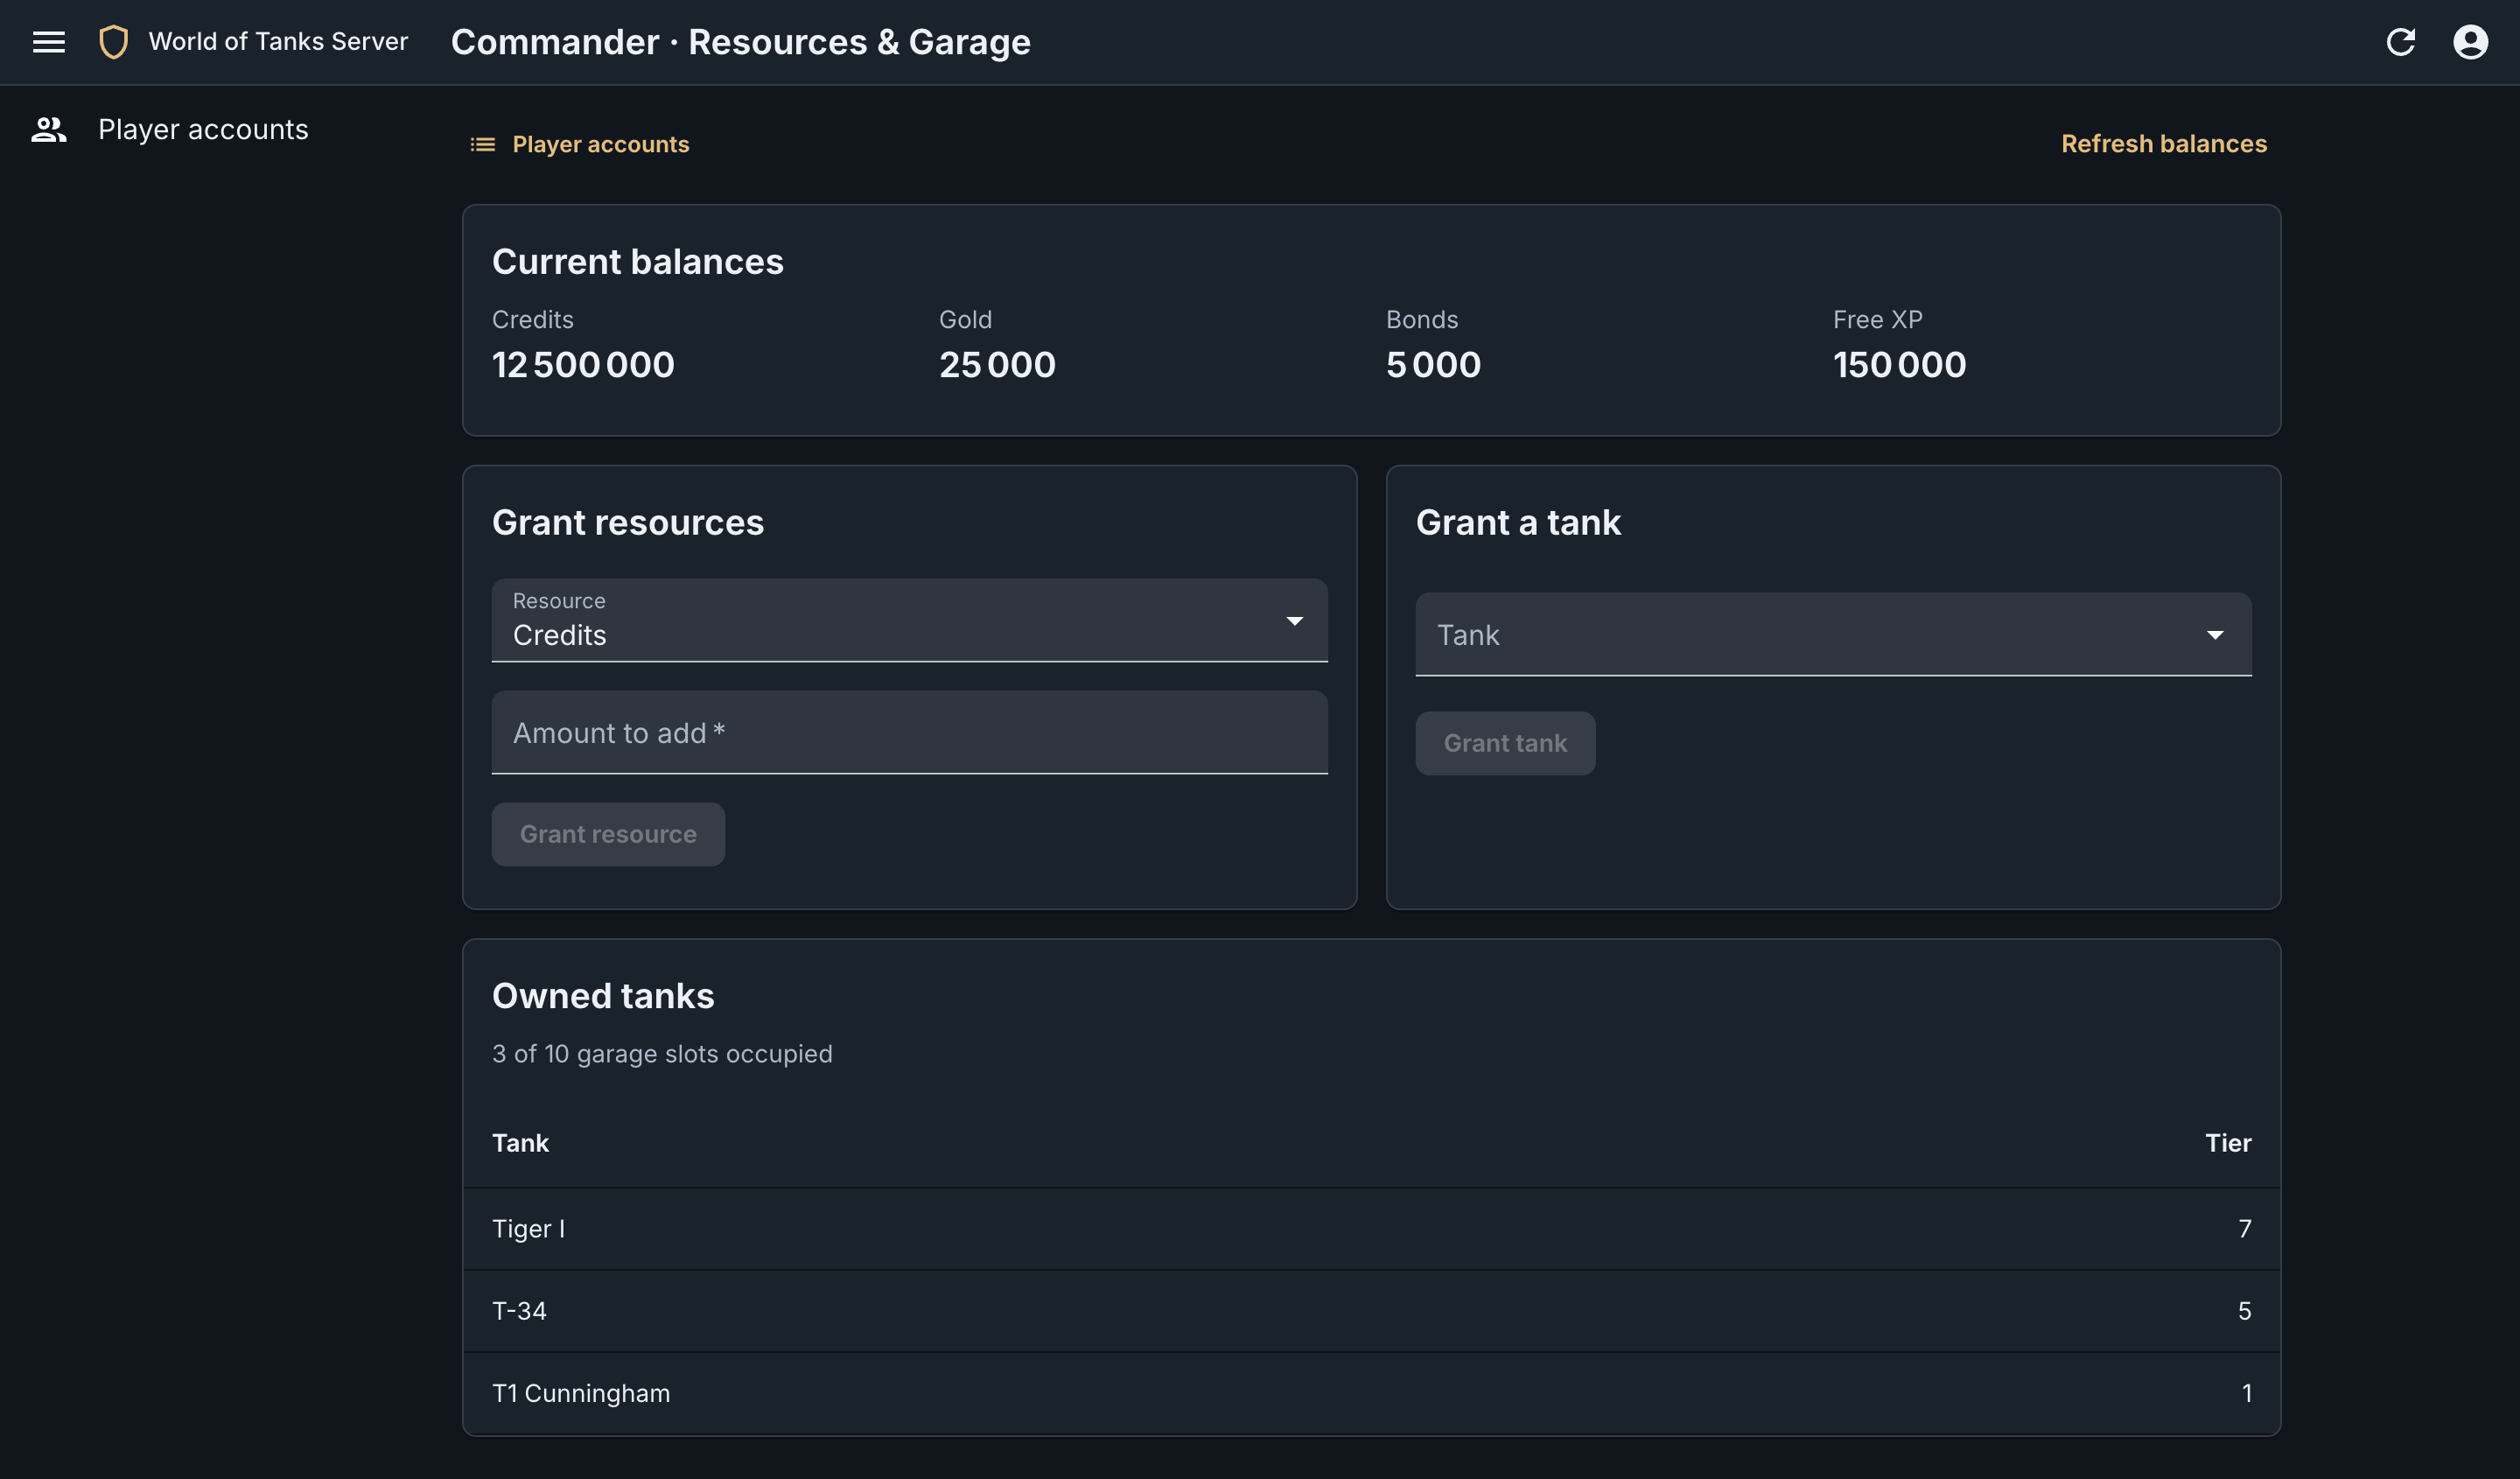 World of Tanks Server
Commander · Resources & Garage
Player accounts
Player accounts
Refresh balances
Current balances
Credits
Gold
Bonds
Free XP
12 500 000
25 000
5 000
150 000
Grant resources
Resource
Credits
Amount to add *
Grant resource
Grant a tank
Tank
Grant tank
Owned tanks
3 of 10 garage slots occupied
Tank Tier
Tiger I 7
T-34 5
T1 Cunningham 1